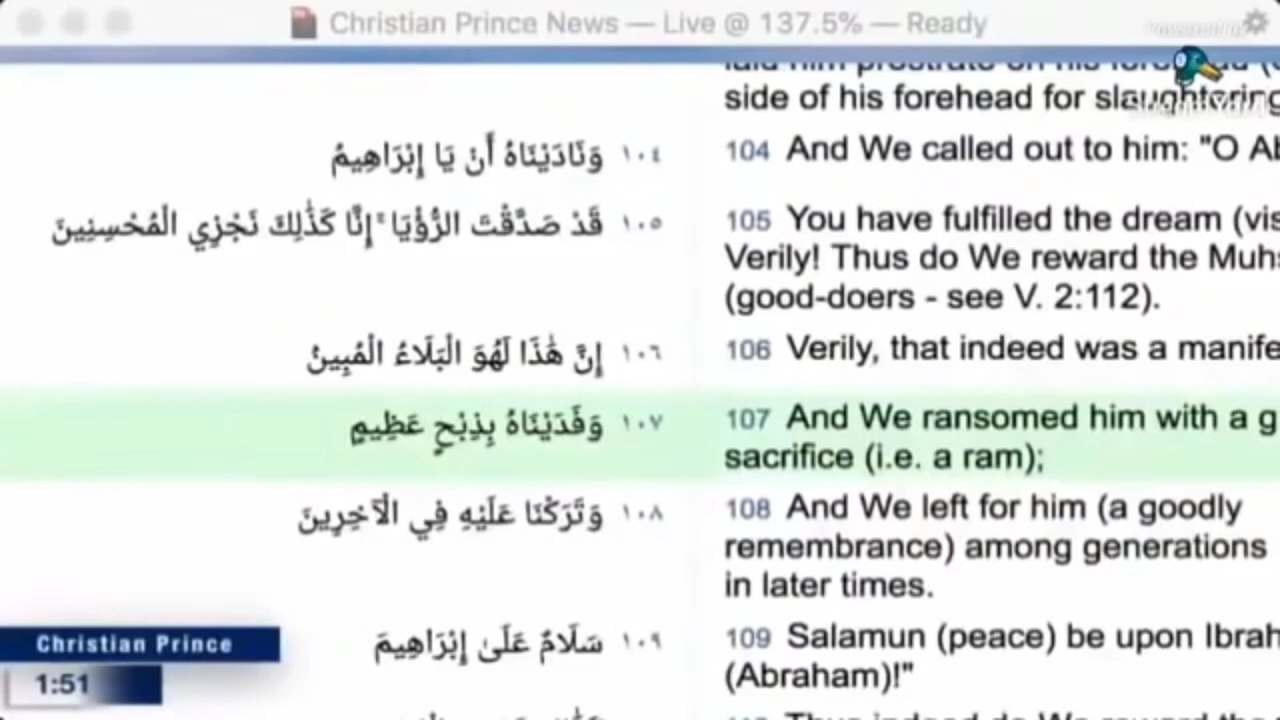 Christian Prince News — Live @ 137.5% — Ready
side of his forehead for slaughtering
١٠٤ وَنَادَيْنَاهُ أَنْ يَا إِبْرَاهِيمُ
104 And We called out to him: "O Ab
١٠٥ قَدْ صَدَّقْتَ الرُّؤْيَا ۚ إِنَّا كَذَٰلِكَ نَجْزِي الْمُحْسِنِينَ
105 You have fulfilled the dream (vis
Verily! Thus do We reward the Muhs
(good-doers - see V. 2:112).
١٠٦ إِنَّ هَٰذَا لَهُوَ الْبَلَاءُ الْمُبِينُ
106 Verily, that indeed was a manife
١٠٧ وَفَدَيْنَاهُ بِذِبْحٍ عَظِيمٍ
107 And We ransomed him with a g
sacrifice (i.e. a ram);
١٠٨ وَتَرَكْنَا عَلَيْهِ فِي الْآخِرِينَ
108 And We left for him (a goodly
remembrance) among generations
in later times.
١٠٩ سَلَامٌ عَلَىٰ إِبْرَاهِيمَ
109 Salamun (peace) be upon Ibrah
(Abraham)!"
Christian Prince
1:51